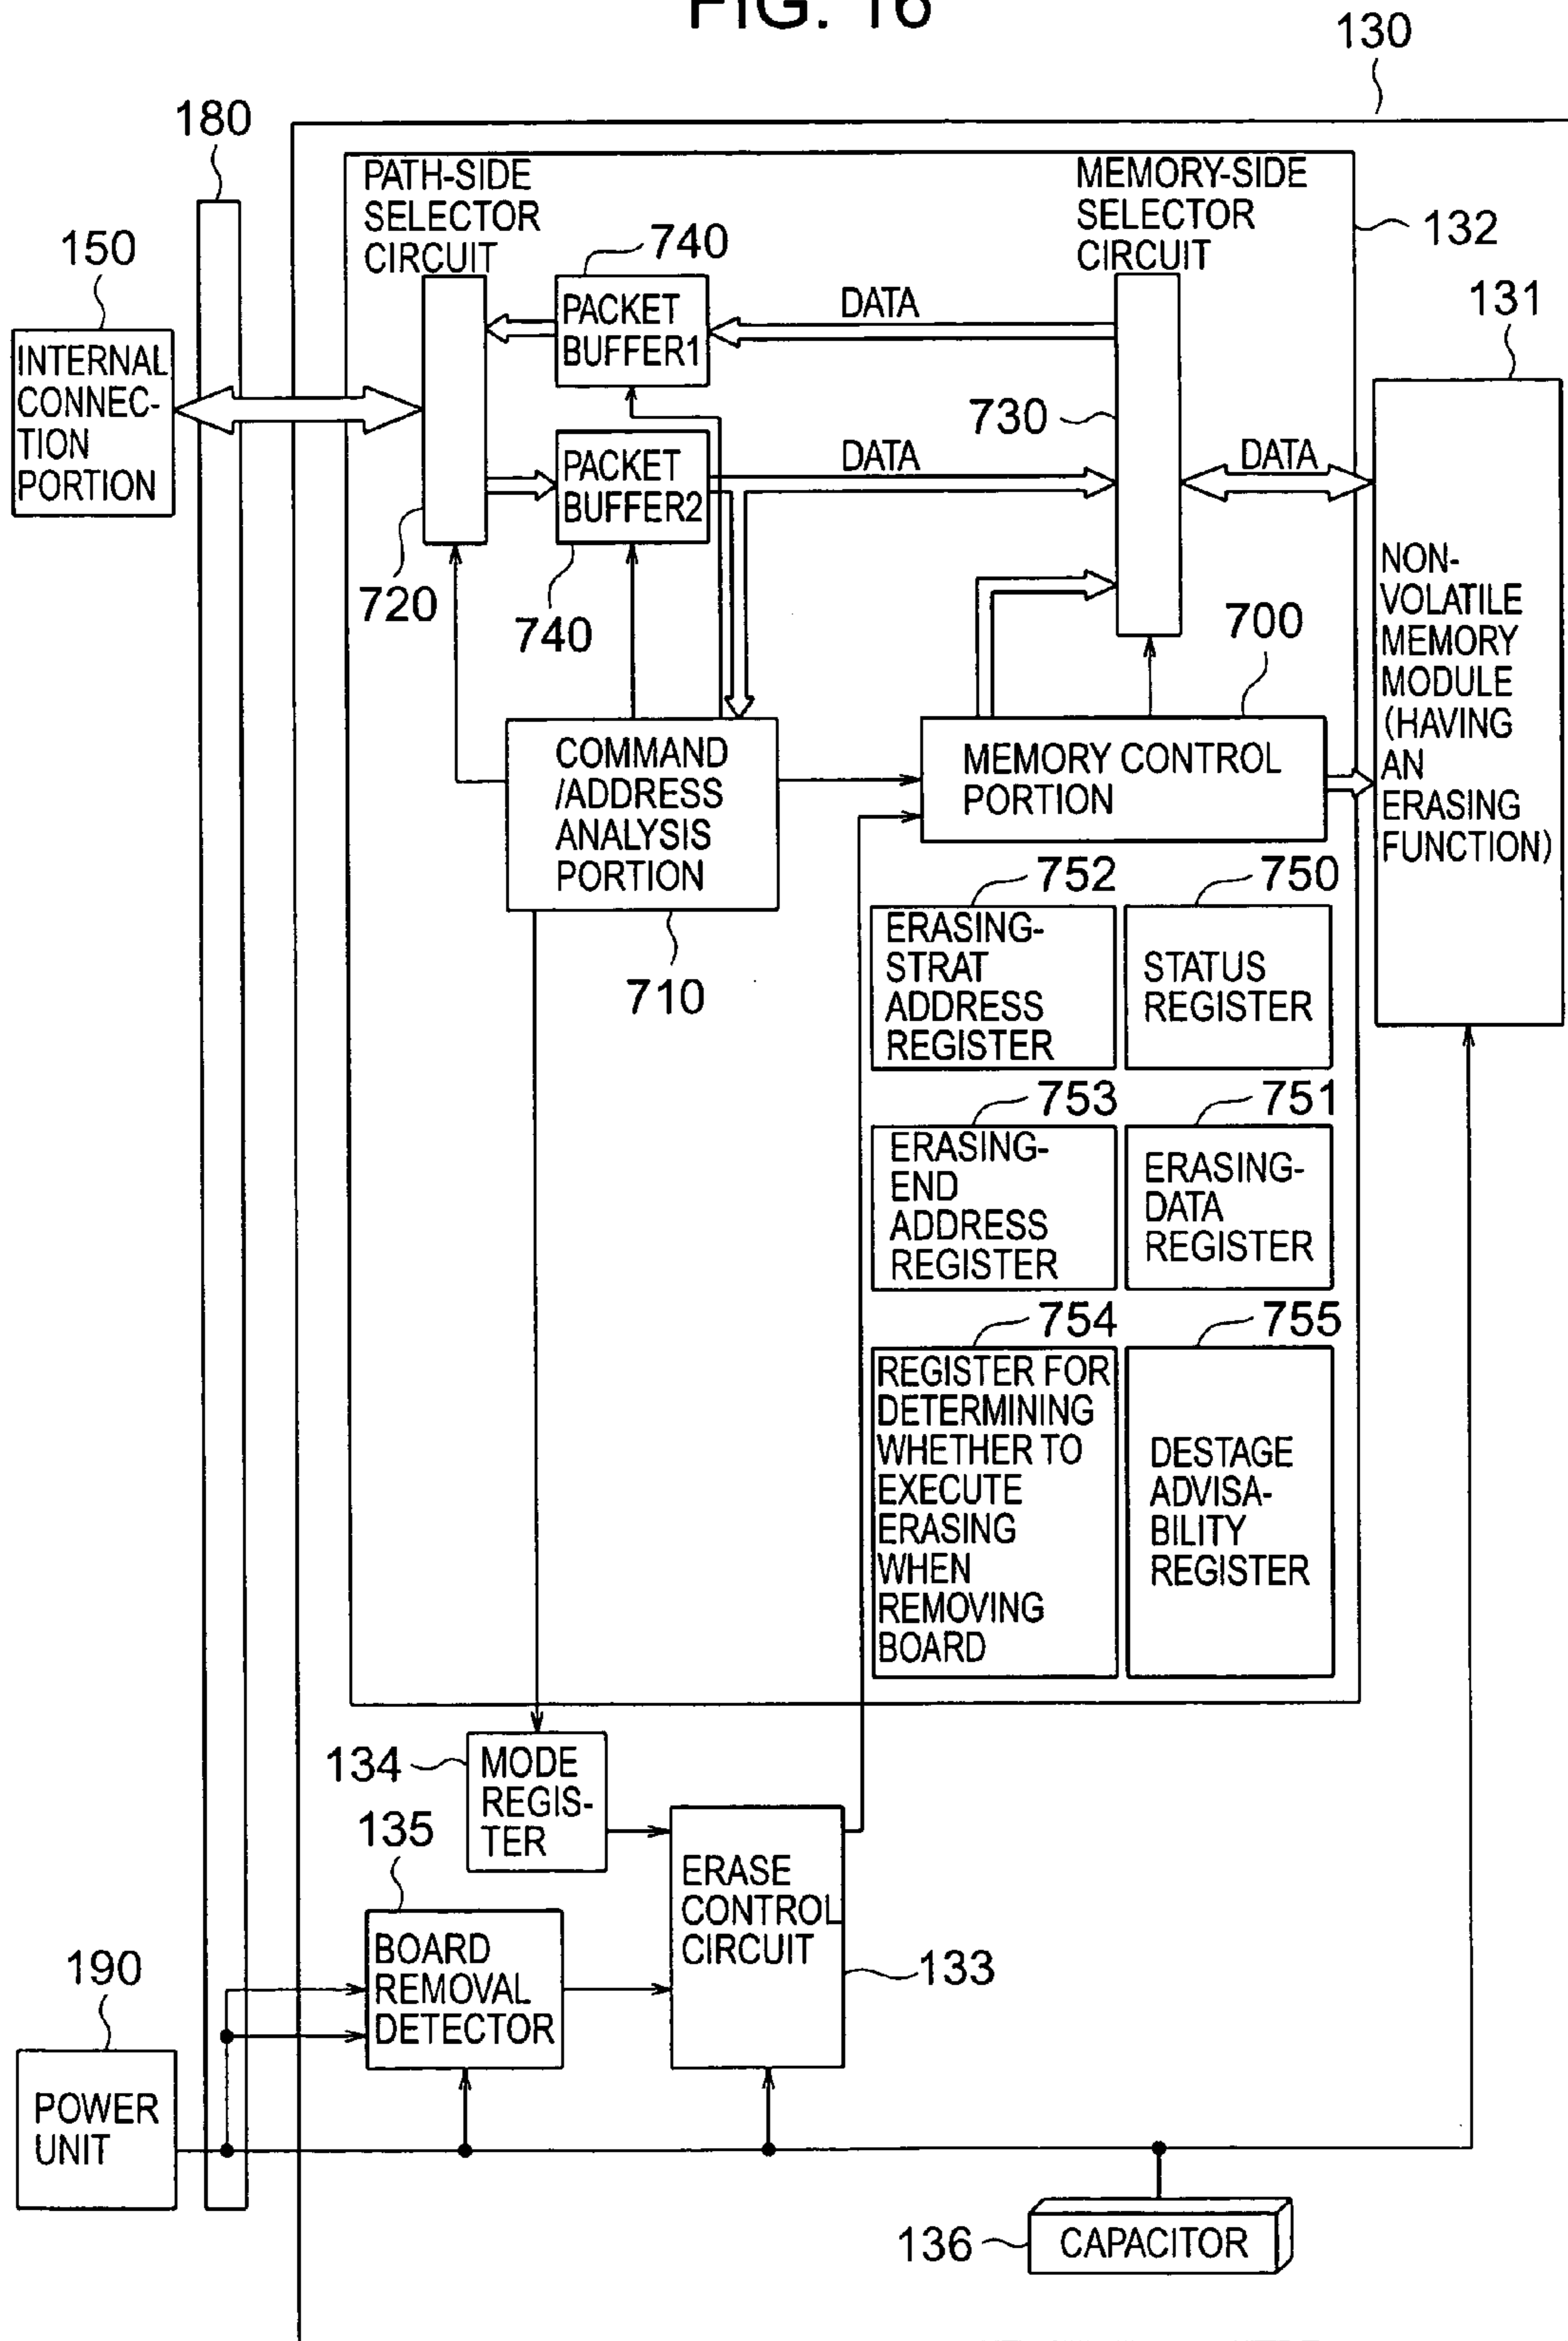 FIG. 16
130
180
PATH-SIDE
SELECTOR
CIRCUIT
MEMORY-SIDE
SELECTOR
CIRCUIT
132
150
740
131
INTERNAL
CONNEC-
TION
PORTION
PACKET
BUFFER1
DATA
730
PACKET
BUFFER2
DATA
DATA
720
740
700
NON-
VOLATILE
MEMORY
MODULE
(HAVING
AN
ERASING
FUNCTION)
COMMAND
/ADDRESS
ANALYSIS
PORTION
MEMORY CONTROL
PORTION
710
752
750
ERASING-
STRAT
ADDRESS
REGISTER
STATUS
REGISTER
753
751
ERASING-
END
ADDRESS
REGISTER
ERASING-
DATA
REGISTER
754
755
REGISTER FOR
DETERMINING
WHETHER TO
EXECUTE
ERASING
WHEN
REMOVING
BOARD
DESTAGE
ADVISA-
BILITY
REGISTER
134
MODE
REGIS-
TER
135
ERASE
CONTROL
CIRCUIT
133
BOARD
REMOVAL
DETECTOR
190
POWER
UNIT
136
CAPACITOR